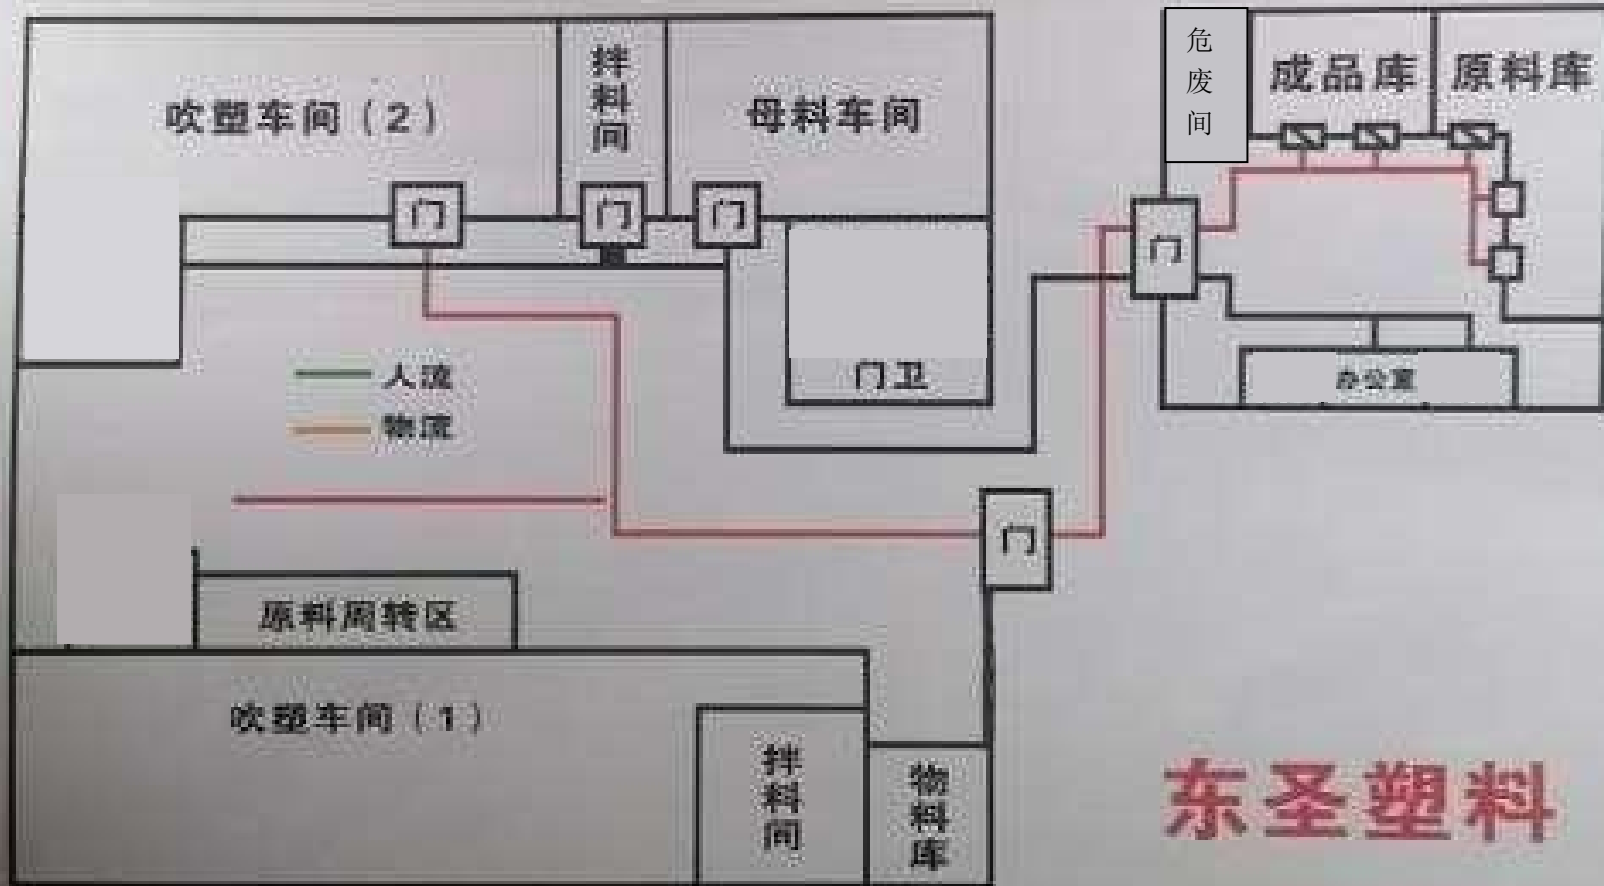 吹塑车间（2）
拌料间
母料车间
危废间
成品库
原料库
门
门
门
门
门卫
办公室
人流
物流
门
原料周转区
吹塑车间（1）
拌料间
物料库
东圣塑料